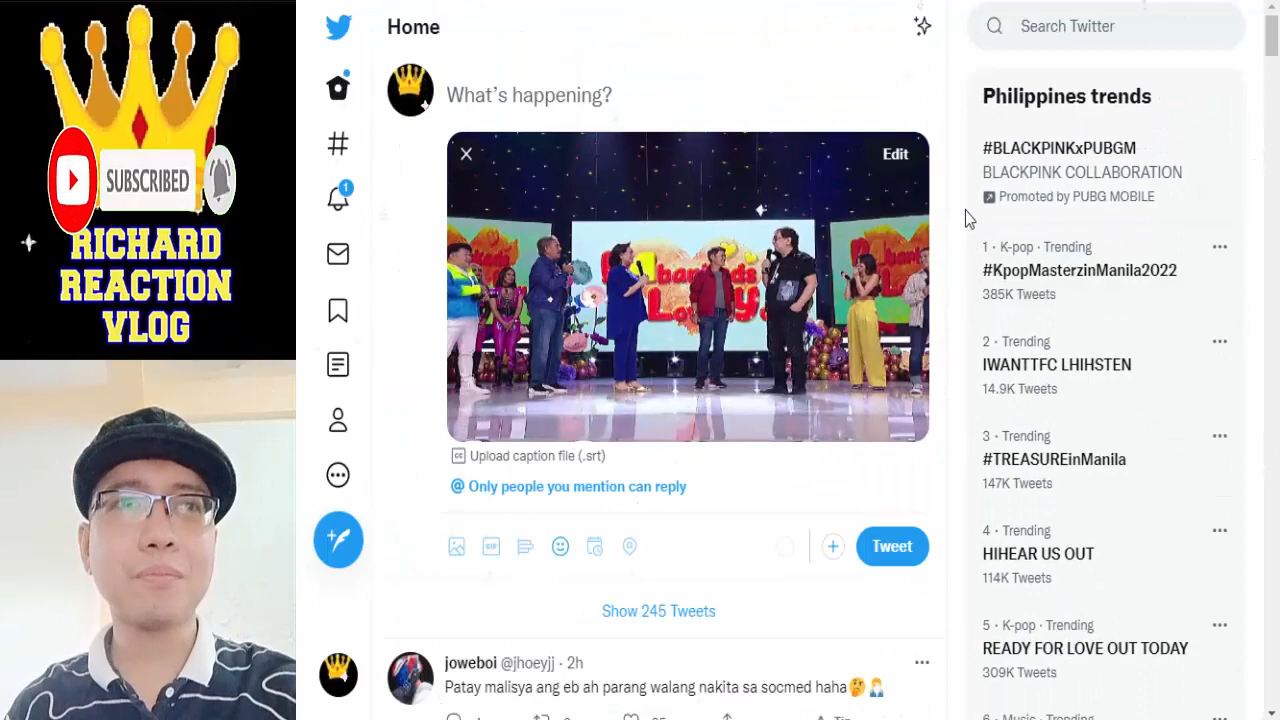 SUBSCRIBED
RICHARD
REACTION
VLOG
Home
What's happening?
Edit
Upload caption file (.srt)
@ Only people you mention can reply
GIF
Tweet
Show 245 Tweets
joweboi @jhoeyjj · 2h
Patay malisya ang eb ah parang walang nakita sa socmed haha🤔🤦‍♂️
Search Twitter
Philippines trends
#BLACKPINKxPUBGM
BLACKPINK COLLABORATION
Promoted by PUBG MOBILE
1 · K-pop · Trending
#KpopMasterzinManila2022
385K Tweets
2 · Trending
IWANTTFC LHIHSTEN
14.9K Tweets
3 · Trending
#TREASUREinManila
147K Tweets
4 · Trending
HIHEAR US OUT
114K Tweets
5 · K-pop · Trending
READY FOR LOVE OUT TODAY
309K Tweets